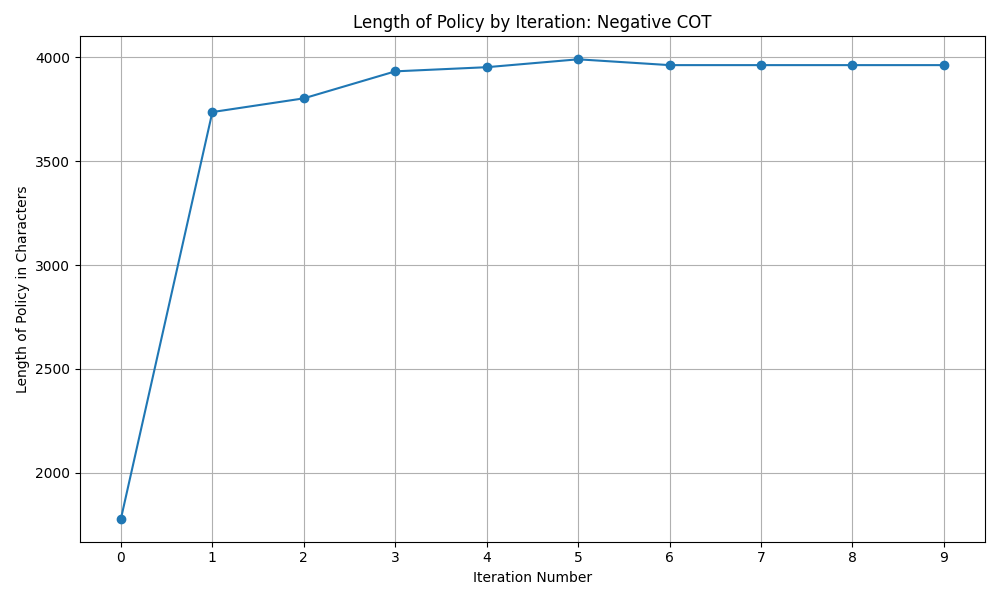 Length of Policy by Iteration: Negative COT
Length of Policy in Characters
4000
3500
3000
2500
2000
0 1 2 3 4 5 6 7 8 9
Iteration Number